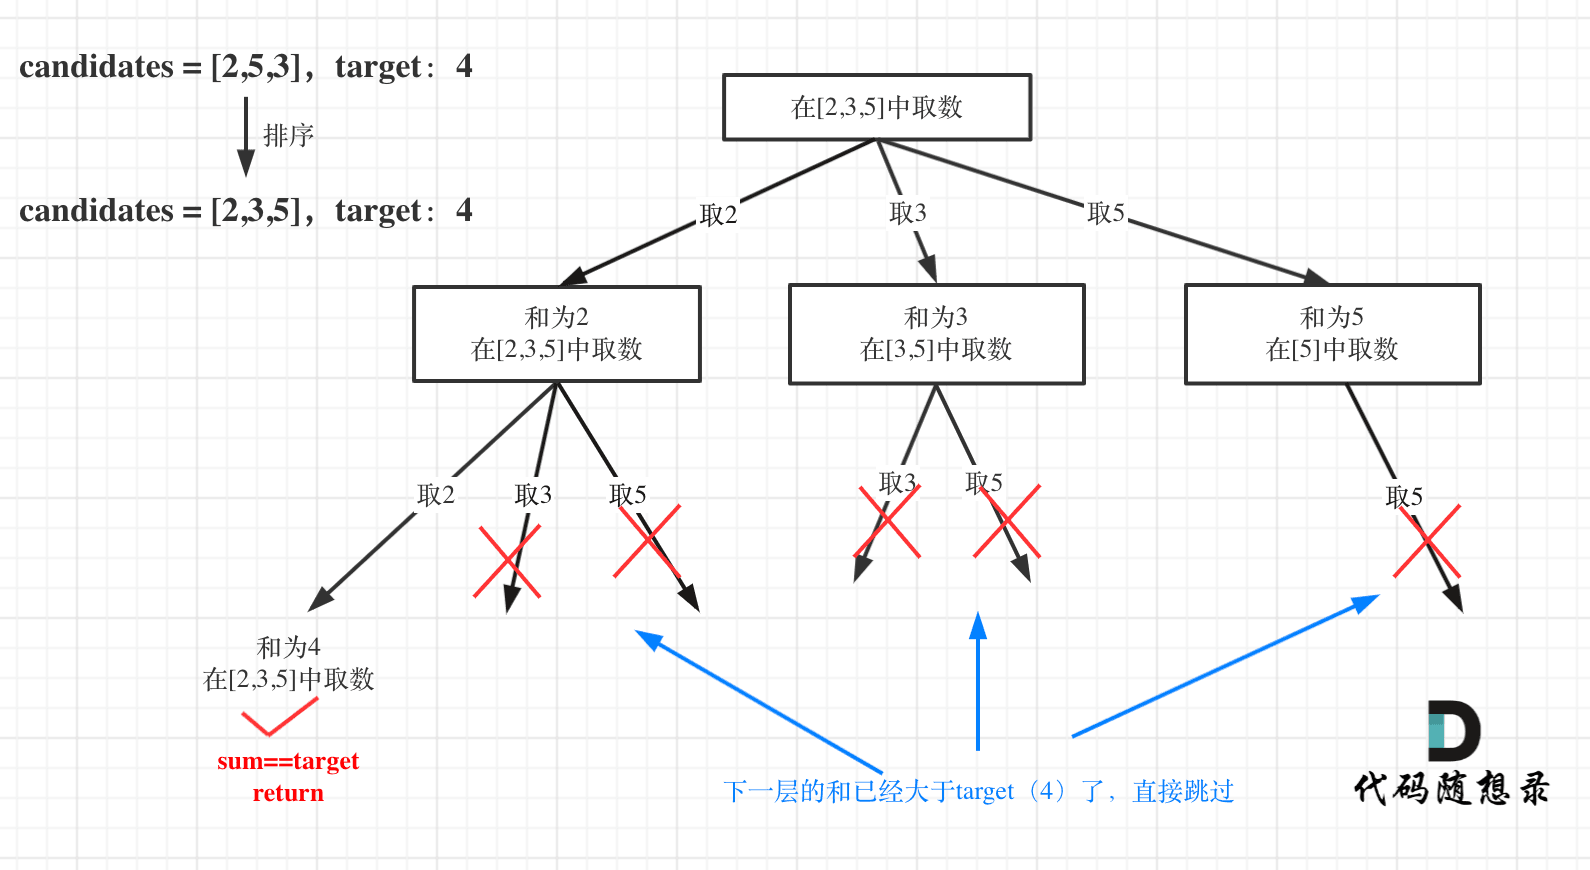 candidates = [2,5,3]，target：4
排序
candidates = [2,3,5]，target：4
在[2,3,5]中取数
取2
取3
取5
和为2
在[2,3,5]中取数
和为3
在[3,5]中取数
和为5
在[5]中取数
取2
取3
取5
取3
取5
取5
和为4
在[2,3,5]中取数
sum==target
return
下一层的和已经大于target（4）了，直接跳过
代码随想录